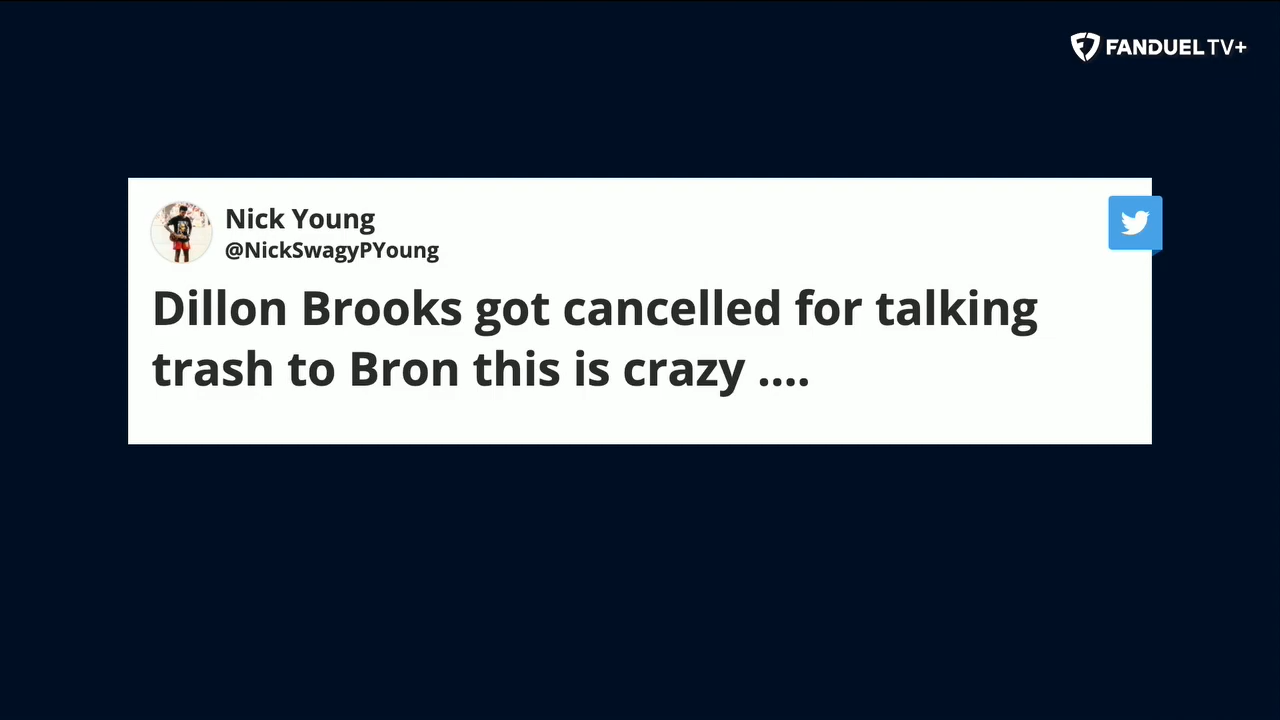 FANDUEL TV+
Nick Young
@NickSwagyPYoung
Dillon Brooks got cancelled for talking
trash to Bron this is crazy ....